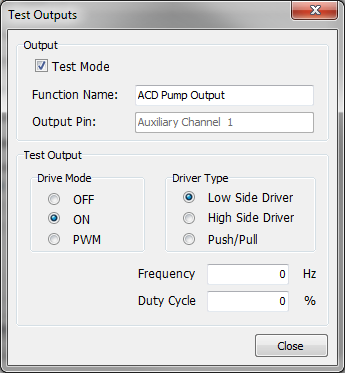 Test Outputs
Output
Test Mode
Function Name: ACD Pump Output
Output Pin: Auxiliary Channel 1
Test Output
Drive Mode
OFF
ON
PWM
Driver Type
Low Side Driver
High Side Driver
Push/Pull
Frequency 0 Hz
Duty Cycle 0 %
Close